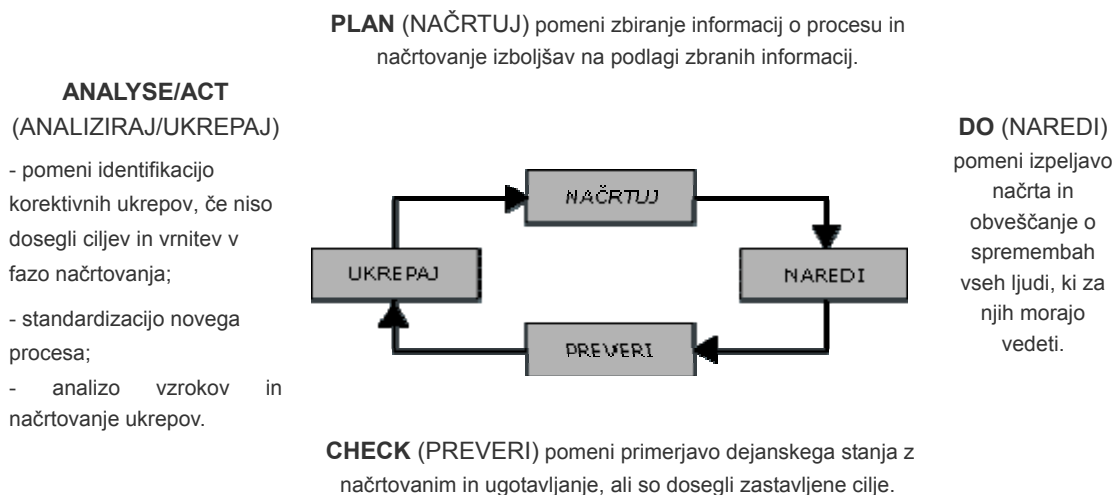 PLAN (NAČRTUJ) pomeni zbiranje informacij o procesu in
načrtovanje izboljšav na podlagi zbranih informacij.
ANALYSE/ACT
(ANALIZIRAJ/UKREPAJ)
- pomeni identifikacijo
korektivnih ukrepov, če niso
dosegli ciljev in vrnitev v
fazo načrtovanja;
- standardizacijo novega
procesa;
- analizo vzrokov in
načrtovanje ukrepov.
NAČRTUJ
UKREPAJ
NAREDI
PREVERI
DO (NAREDI)
pomeni izpeljavo
načrta in
obveščanje o
spremembah
vseh ljudi, ki za
njih morajo
vedeti.
CHECK (PREVERI) pomeni primerjavo dejanskega stanja z
načrtovanim in ugotavljanje, ali so dosegli zastavljene cilje.